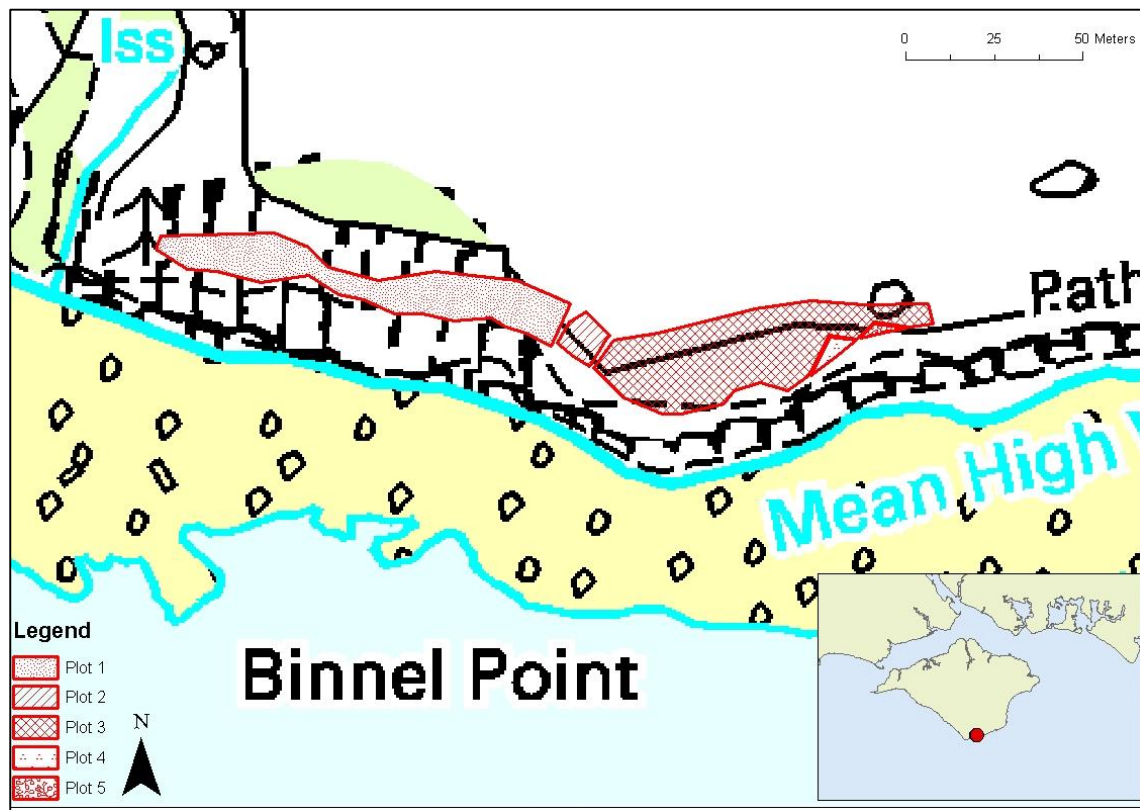 Iss
0 25 50 Meters
Path
Mean High
Binnel Point
Legend
Plot 1
Plot 2
Plot 3
Plot 4
Plot 5
N